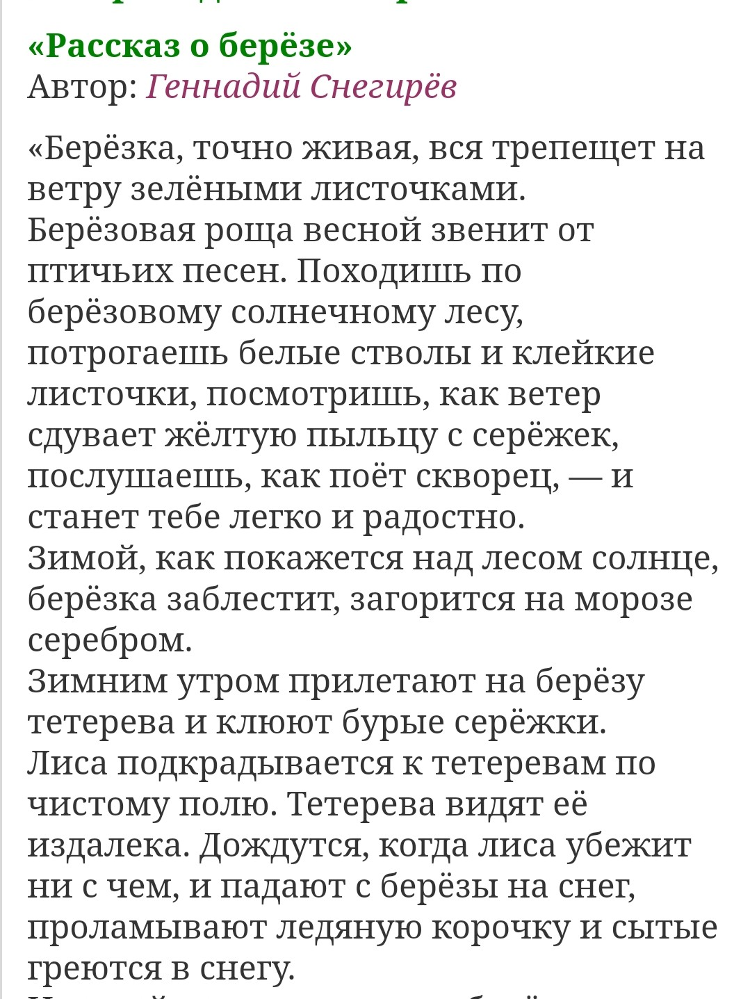 «Рассказ о берёзе»
Автор: Геннадий Снегирёв
«Берёзка, точно живая, вся трепещет на
ветру зелёными листочками.
Берёзовая роща весной звенит от
птичьих песен. Походишь по
берёзовому солнечному лесу,
потрогаешь белые стволы и клейкие
листочки, посмотришь, как ветер
сдувает жёлтую пыльцу с серёжек,
послушаешь, как поёт скворец, — и
станет тебе легко и радостно.
Зимой, как покажется над лесом солнце,
берёзка заблестит, загорится на морозе
серебром.
Зимним утром прилетают на берёзу
тетерева и клюют бурые серёжки.
Лиса подкрадывается к тетеревам по
чистому полю. Тетерева видят её
издалека. Дождутся, когда лиса убежит
ни с чем, и падают с берёзы на снег,
проламывают ледяную корочку и сытые
греются в снегу.